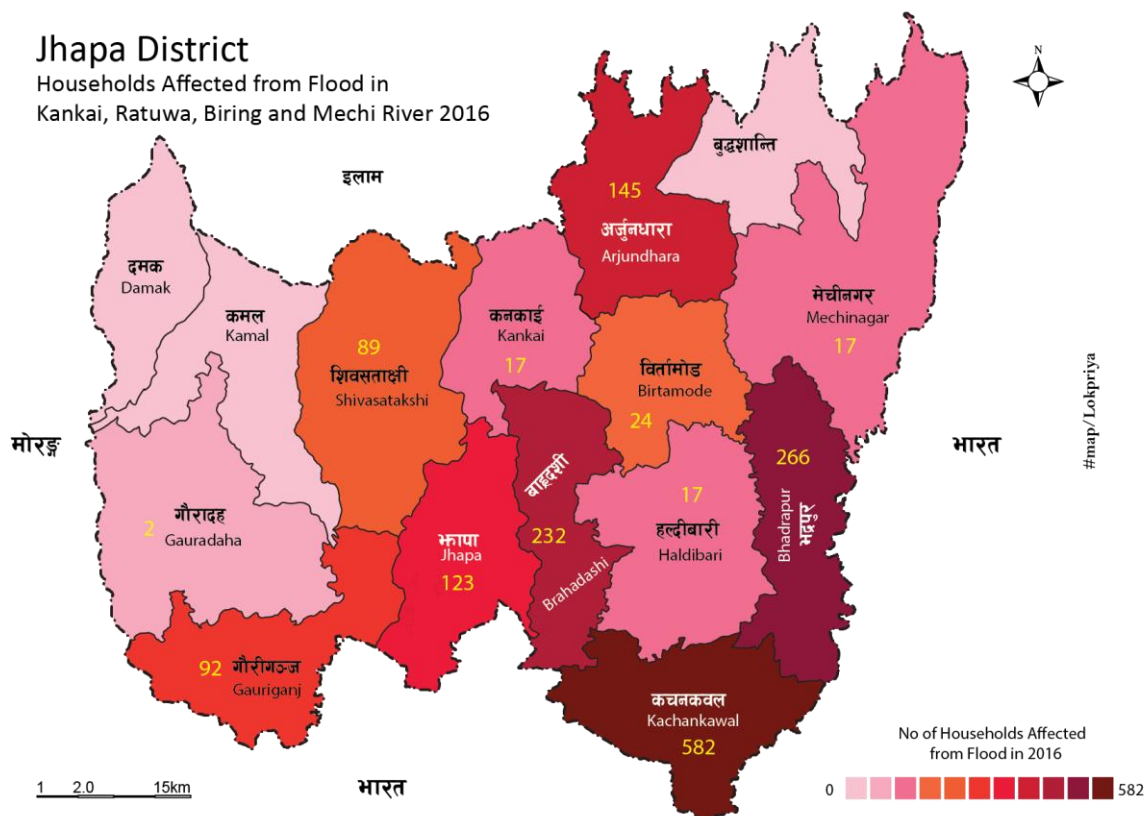 Jhapa District
Households Affected from Flood in
Kankai, Ratuwa, Biring and Mechi River 2016
N
इलाम
बुद्धशान्ति
145
अर्जुनधारा
Arjundhara
दमक
Damak
कमल
Kamal
89
शिवसताक्षी
Shivasatakshi
कनकाई
Kankai
17
मेचीनगर
Mechinagar
17
विर्तामोड
Birtamode
24
मोरङ्ग
भारत
#map/Lokpriya
2
गौरादह
Gauradaha
झापा
Jhapa
123
बाह्रदशी
232
Brahadashi
17
हल्दीबारी
Haldibari
266
Bhadrapur
भद्रपुर
92 गौरीगञ्ज
Gauriganj
कचनकवल
Kachankawal
582
भारत
1 2.0 15km
No of Households Affected
from Flood in 2016
0 582